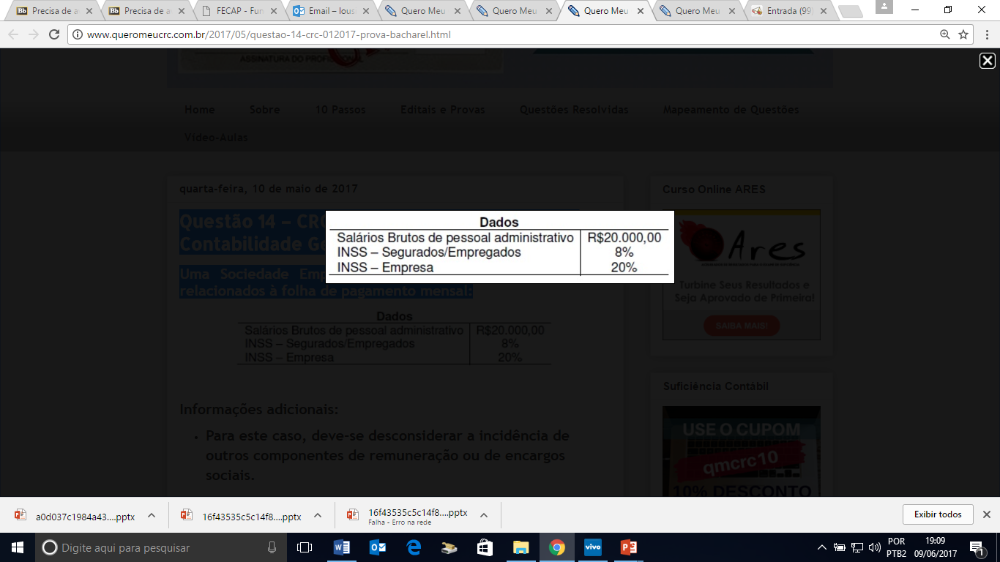 Precisa de a
Precisa de a
FECAP - Fun
Email – lous
Quero Meu
Quero Meu
Quero Meu
Quero Meu
Entrada (99)
www.queromeucrc.com.br/2017/05/questao-14-crc-012017-prova-bacharel.html
ASSINATURA DO PROFISSIONAL
Home Sobre 10 Passos Editais e Provas Questões Resolvidas Mapeamento de Questões
Vídeo-Aulas
quarta-feira, 10 de maio de 2017
Questão 14 – CRC
Contabilidade Ge
Uma Sociedade Emp
relacionados à folha de pagamento mensal:
Dados
Salários Brutos de pessoal administrativo R$20.000,00
INSS – Segurados/Empregados 8%
INSS – Empresa 20%
Dados
Salários Brutos de pessoal administrativo R$20.000,00
INSS – Segurados/Empregados 8%
INSS – Empresa 20%
Informações adicionais:
• Para este caso, deve-se desconsiderar a incidência de
outros componentes de remuneração ou de encargos
sociais.
Curso Online ARES
Ares
Turbine Seus Resultados e
Seja Aprovado de Primeira!
SAIBA MAIS!
Suficiência Contábil
USE O CUPOM
qmcrc10
10% DESCONTO
a0d037c1984a43....pptx
16f43535c5c14f8....pptx
16f43535c5c14f8....pptx
Falha - Erro na rede
Exibir todos
Digite aqui para pesquisar
vivo
POR
PTB2
19:09
09/06/2017
1